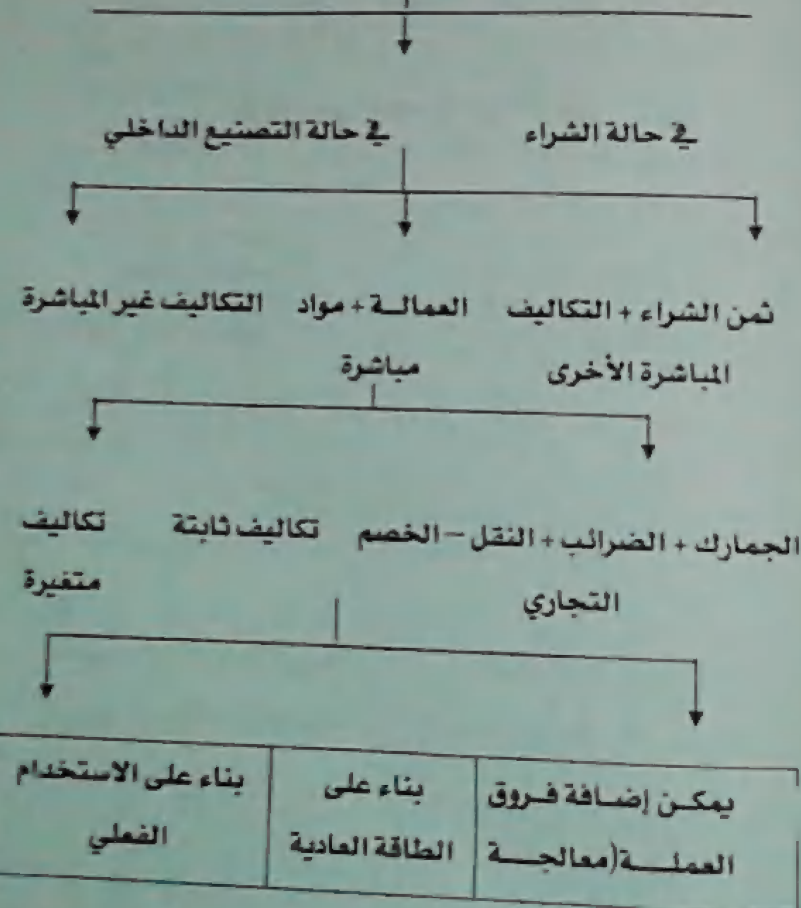 في حالة الشراء
في حالة التصنيع الداخلي
ثمن الشراء + التكاليف
المباشرة الأخرى
العمالة + مواد
مباشرة
التكاليف غير المباشرة
الجمارك + الضرائب + النقل – الخصم
التجاري
تكاليف ثابتة
تكاليف
متغيرة
يمكن إضافة فروق
العملة (معالجة
بناء على
الطاقة العادية
بناء على الاستخدام
الفعلي